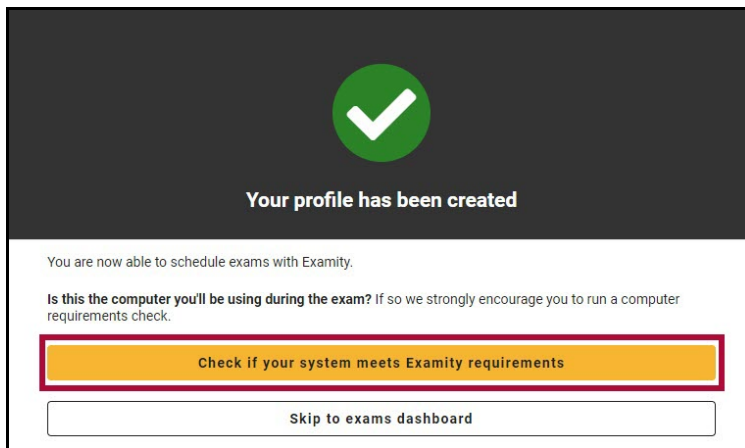 Your profile has been created
You are now able to schedule exams with Examity.
Is this the computer you'll be using during the exam? If so we strongly encourage you to run a computer
requirements check.
Check if your system meets Examity requirements
Skip to exams dashboard